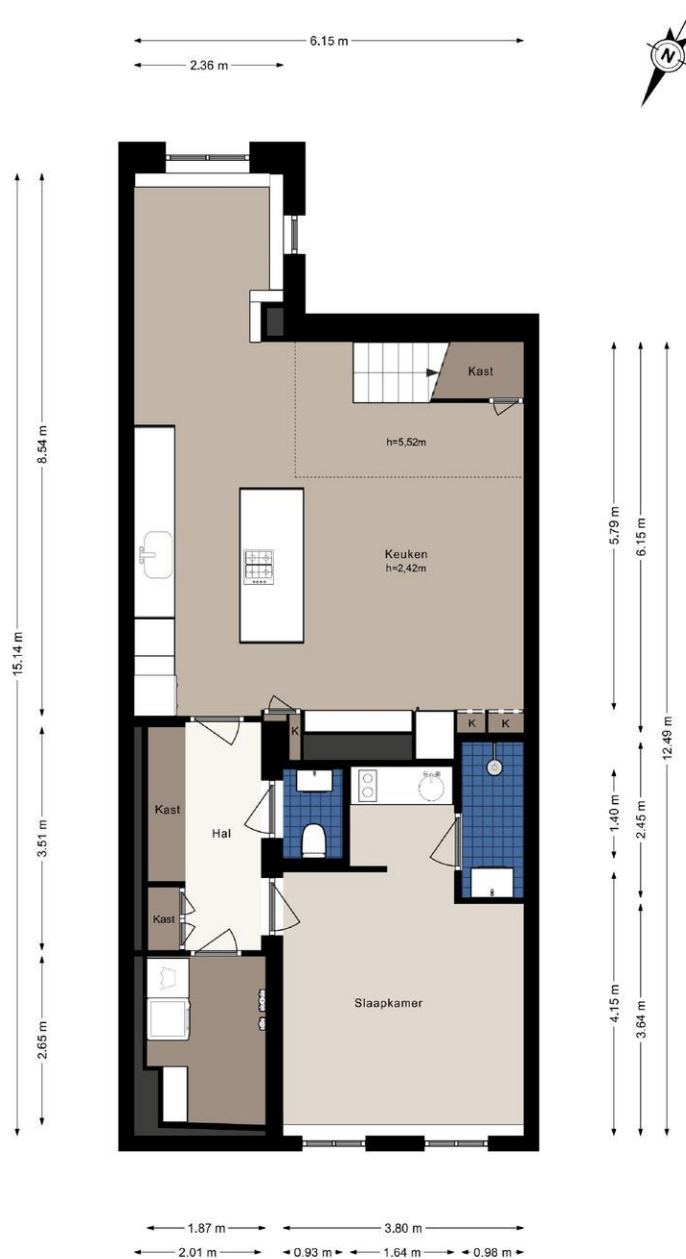 6.15 m
2.36 m
N
Kast
h=5,52m
Keuken
h=2,42m
K
K
K
Kast
Hal
Kast
Slaapkamer
15.14 m
8.54 m
3.51 m
2.65 m
5.79 m
6.15 m
12.49 m
1.40 m
2.45 m
4.15 m
3.64 m
1.87 m
3.80 m
2.01 m
0.93 m
1.64 m
0.98 m